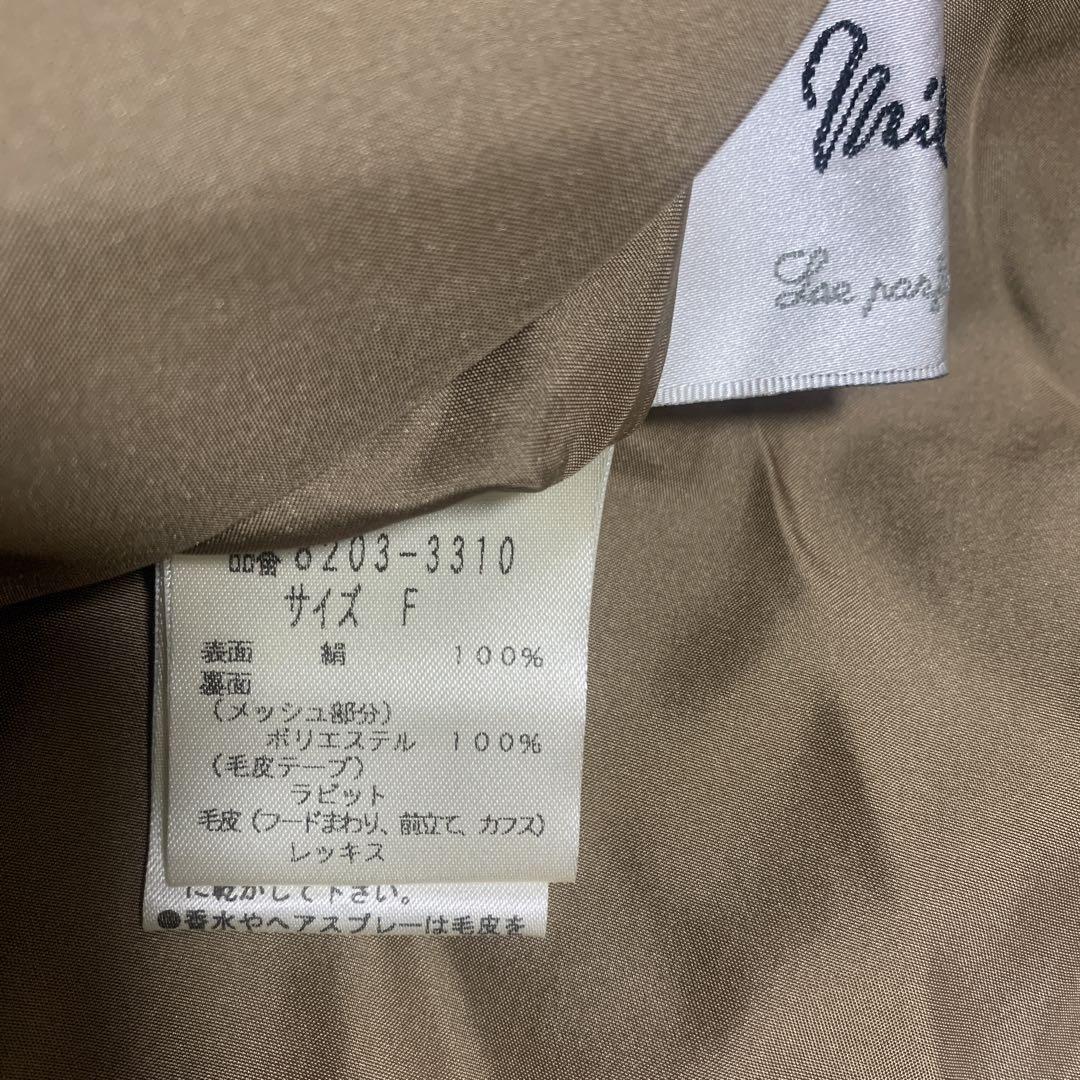 品番 8203-3310
サイズ F
表面 絹 100%
裏面
(メッシュ部分)
ポリエステル 100%
(毛皮テープ)
ラビット
毛皮(フードまわり、前立て、カフス)
レッキス
に乾かして下さい。
●香水やヘアスプレーは毛皮を